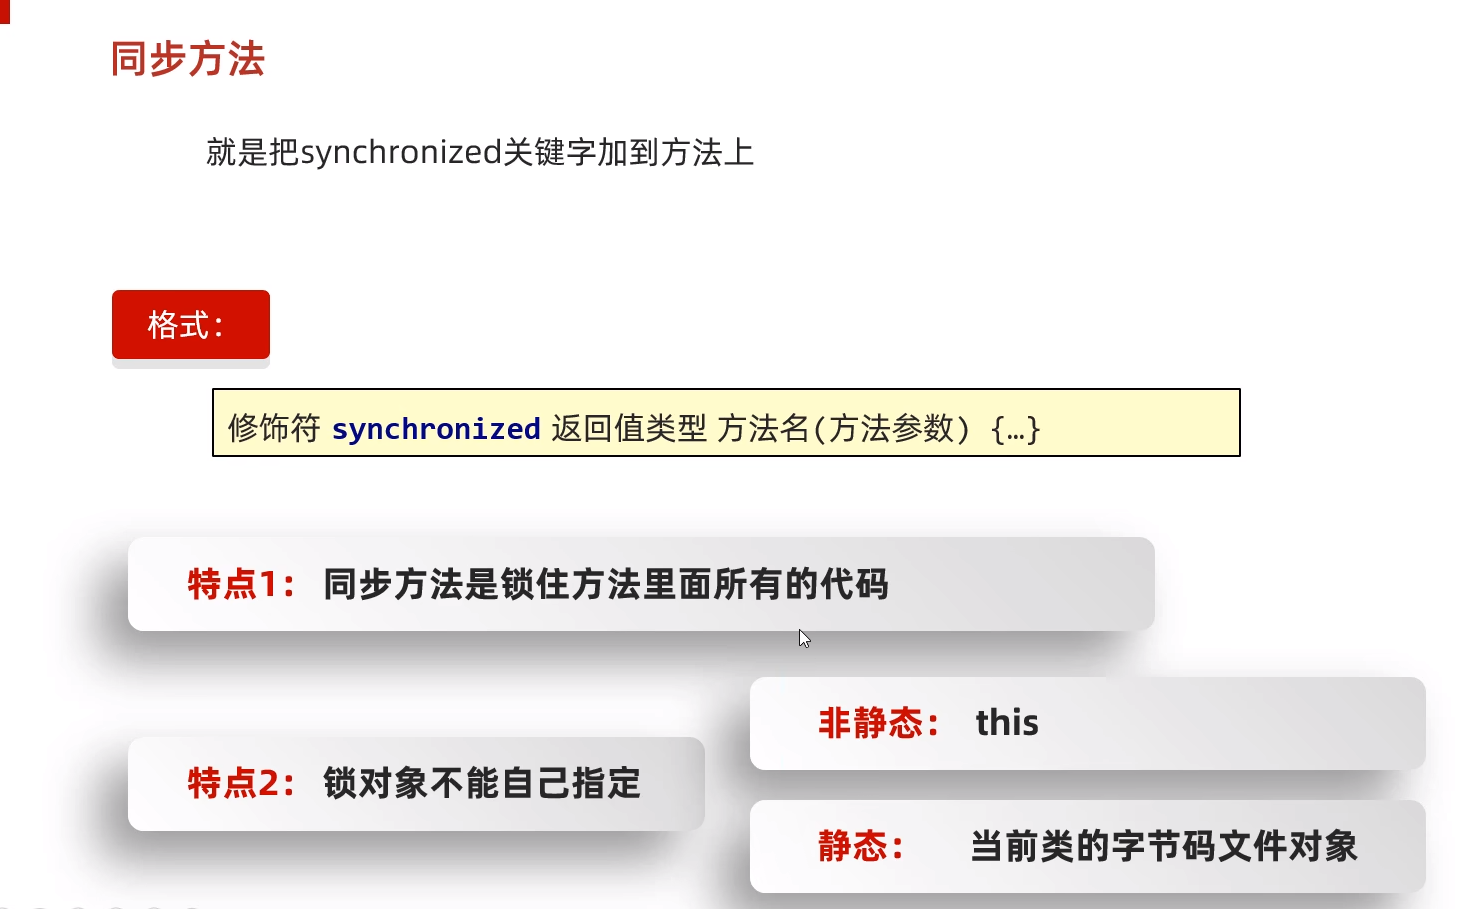 同步方法
就是把synchronized关键字加到方法上
格式：
修饰符 synchronized 返回值类型 方法名(方法参数) {…}
特点1： 同步方法是锁住方法里面所有的代码
特点2： 锁对象不能自己指定
非静态： this
静态： 当前类的字节码文件对象